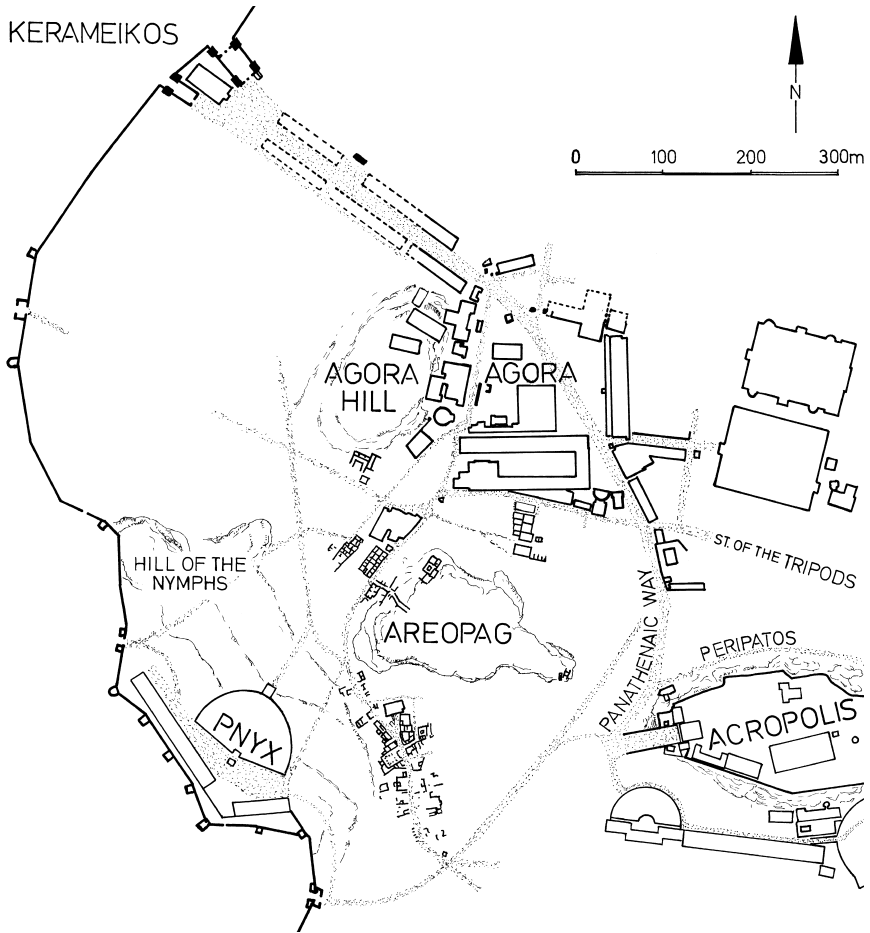 KERAMEIKOS
N
0 100 200 300m
AGORA
HILL
AGORA
ST. OF THE TRIPODS
HILL OF THE
NYMPHS
AREOPAG
PANATHENAIC WAY
PERIPATOS
PNYX
ACROPOLIS